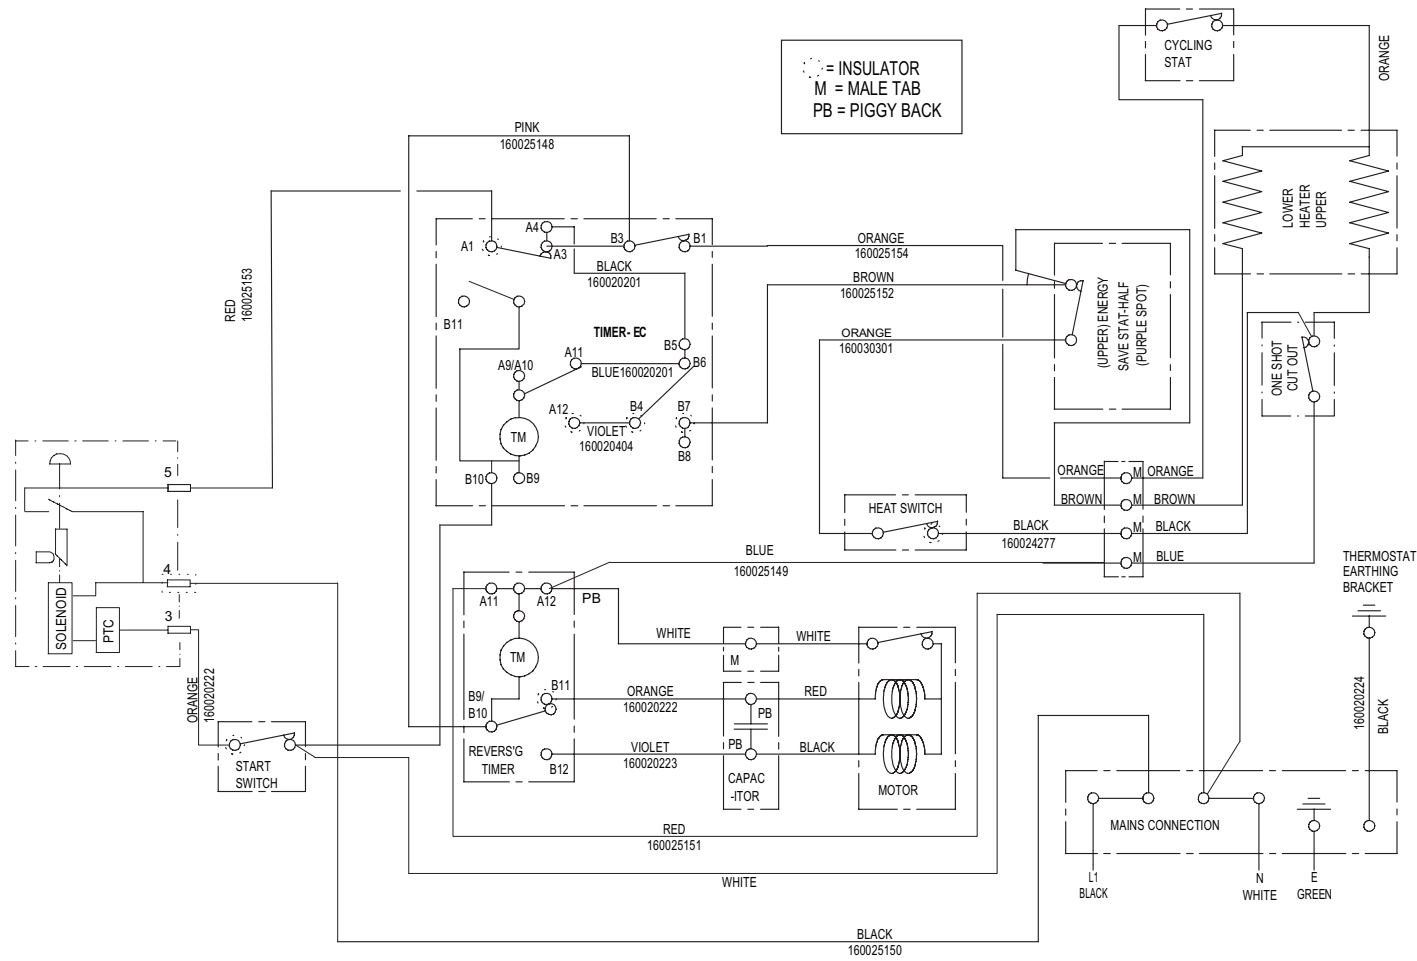 = INSULATOR
M = MALE TAB
PB = PIGGY BACK
CYCLING
STAT
ORANGE
LOWER
HEATER
UPPER
PINK
160025148
RED
160025153
A1
A4
A3
B3
B1
BLACK
160020201
ORANGE
160025154
BROWN
160025152
ORANGE
160030301
(UPPER) ENERGY
SAVE STAT-HALF
(PURPLE SPOT)
ONE SHOT
CUT OUT
B11
TIMER- EC
B5
A9/A10
A11
BLUE160020201
B6
A12
B4
B7
VIOLET
160020404
B8
TM
B10
B9
5
4
3
SOLENOID
PTC
ORANGE
160020222
START
SWITCH
HEAT SWITCH
BLACK
160024277
ORANGE
M
ORANGE
BROWN
M
BROWN
M
BLACK
M
BLUE
BLUE
160025149
A11
A12
PB
TM
B9/
B10
B11
B12
REVERS'G
TIMER
WHITE
M
WHITE
ORANGE
160020222
PB
RED
VIOLET
160020223
PB
BLACK
CAPAC
-ITOR
MOTOR
THERMOSTAT
EARTHING
BRACKET
160020224
BLACK
MAINS CONNECTION
L1
BLACK
N
WHITE
E
GREEN
RED
160025151
WHITE
BLACK
160025150